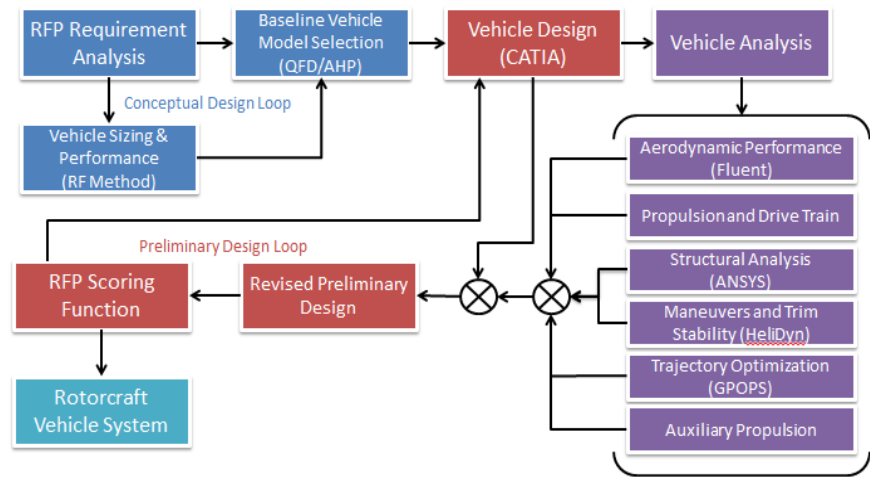 RFP Requirement
Analysis
Baseline Vehicle
Model Selection
(QFD/AHP)
Vehicle Design
(CATIA)
Vehicle Analysis
Conceptual Design Loop
Vehicle Sizing &
Performance
(RF Method)
Aerodynamic Performance
(Fluent)
Propulsion and Drive Train
Structural Analysis
(ANSYS)
Maneuvers and Trim
Stability (HeliDyn)
Trajectory Optimization
(GPOPS)
Auxiliary Propulsion
Preliminary Design Loop
RFP Scoring
Function
Revised Preliminary
Design
Rotorcraft
Vehicle System